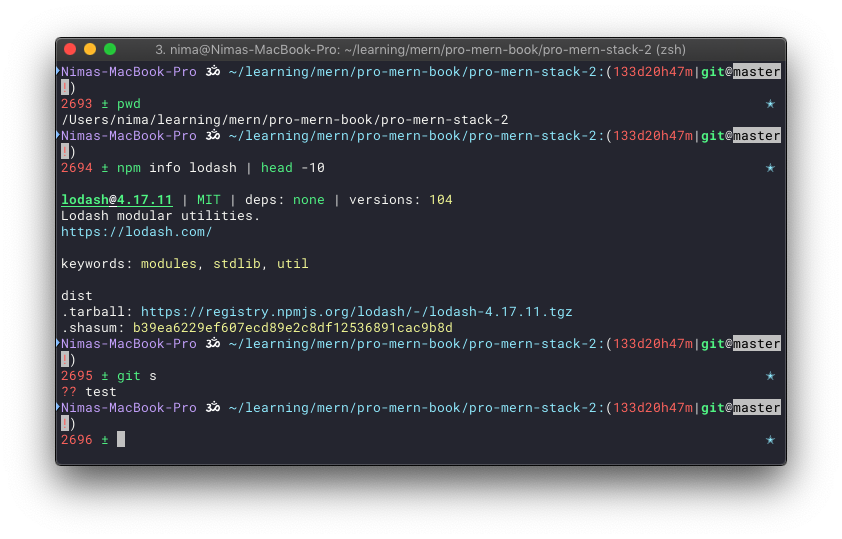 3. nima@Nimas-MacBook-Pro: ~/learning/mern/pro-mern-book/pro-mern-stack-2 (zsh)
Nimas-MacBook-Pro ॐ ~/learning/mern/pro-mern-book/pro-mern-stack-2:(133d20h47m|git@master
!)
2693 ± pwd ★
/Users/nima/learning/mern/pro-mern-book/pro-mern-stack-2
Nimas-MacBook-Pro ॐ ~/learning/mern/pro-mern-book/pro-mern-stack-2:(133d20h47m|git@master
!)
2694 ± npm info lodash | head -10 ★
lodash@4.17.11 | MIT | deps: none | versions: 104
Lodash modular utilities.
https://lodash.com/
keywords: modules, stdlib, util
dist
.tarball: https://registry.npmjs.org/lodash/-/lodash-4.17.11.tgz
.shasum: b39ea6229ef607ecd89e2c8df12536891cac9b8d
Nimas-MacBook-Pro ॐ ~/learning/mern/pro-mern-book/pro-mern-stack-2:(133d20h47m|git@master
!)
2695 ± git s ★
?? test
Nimas-MacBook-Pro ॐ ~/learning/mern/pro-mern-book/pro-mern-stack-2:(133d20h47m|git@master
!)
2696 ± ★